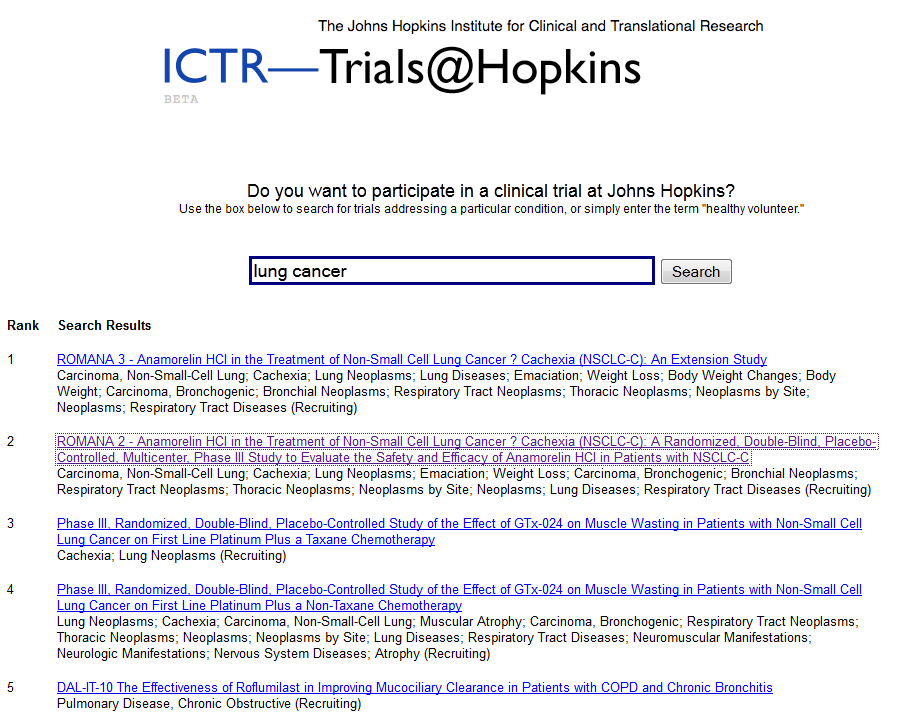 The Johns Hopkins Institute for Clinical and Translational Research
ICTR—Trials@Hopkins
BETA
Do you want to participate in a clinical trial at Johns Hopkins?
Use the box below to search for trials addressing a particular condition, or simply enter the term "healthy volunteer."
lung cancer Search
Rank Search Results
1 ROMANA 3 - Anamorelin HCl in the Treatment of Non-Small Cell Lung Cancer ? Cachexia (NSCLC-C): An Extension Study
Carcinoma, Non-Small-Cell Lung; Cachexia; Lung Neoplasms; Lung Diseases; Emaciation; Weight Loss; Body Weight Changes; Body
Weight; Carcinoma, Bronchogenic; Bronchial Neoplasms; Respiratory Tract Neoplasms; Thoracic Neoplasms; Neoplasms by Site;
Neoplasms; Respiratory Tract Diseases (Recruiting)
2 ROMANA 2 - Anamorelin HCl in the Treatment of Non-Small Cell Lung Cancer ? Cachexia (NSCLC-C): A Randomized, Double-Blind, Placebo-
Controlled, Multicenter, Phase III Study to Evaluate the Safety and Efficacy of Anamorelin HCl in Patients with NSCLC-C
Carcinoma, Non-Small-Cell Lung; Cachexia; Lung Neoplasms; Emaciation; Weight Loss; Carcinoma, Bronchogenic; Bronchial Neoplasms;
Respiratory Tract Neoplasms; Thoracic Neoplasms; Neoplasms by Site; Neoplasms; Lung Diseases; Respiratory Tract Diseases (Recruiting)
3 Phase III, Randomized, Double-Blind, Placebo-Controlled Study of the Effect of GTx-024 on Muscle Wasting in Patients with Non-Small Cell
Lung Cancer on First Line Platinum Plus a Taxane Chemotherapy
Cachexia; Lung Neoplasms (Recruiting)
4 Phase III, Randomized, Double-Blind, Placebo-Controlled Study of the Effect of GTx-024 on Muscle Wasting in Patients with Non-Small Cell
Lung Cancer on First Line Platinum Plus a Non-Taxane Chemotherapy
Lung Neoplasms; Cachexia; Carcinoma, Non-Small-Cell Lung; Muscular Atrophy; Carcinoma, Bronchogenic; Respiratory Tract Neoplasms;
Thoracic Neoplasms; Neoplasms; Neoplasms by Site; Lung Diseases; Respiratory Tract Diseases; Neuromuscular Manifestations;
Neurologic Manifestations; Nervous System Diseases; Atrophy (Recruiting)
5 DAL-IT-10 The Effectiveness of Roflumilast in Improving Mucociliary Clearance in Patients with COPD and Chronic Bronchitis
Pulmonary Disease, Chronic Obstructive (Recruiting)